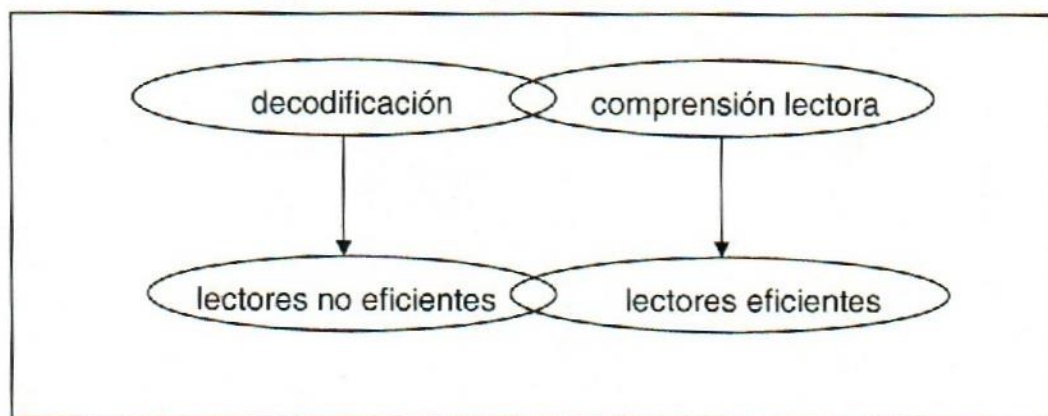 decodificación comprensión lectora
lectores no eficientes lectores eficientes